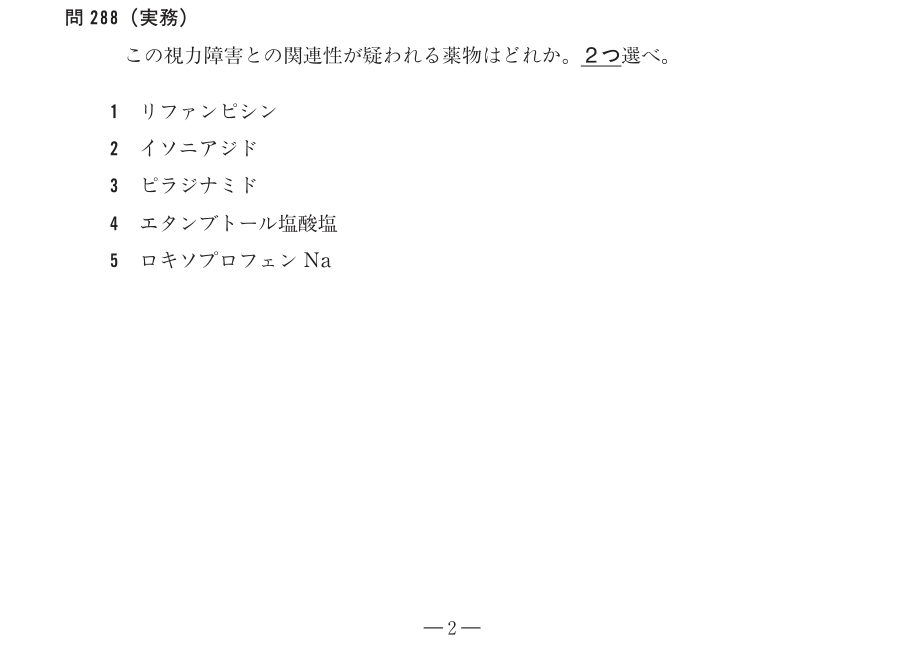 問 288（実務）
この視力障害との関連性が疑われる薬物はどれか。２つ選べ。
1 リファンピシン
2 イソニアジド
3 ピラジナミド
4 エタンブトール塩酸塩
5 ロキソプロフェン Na
― 2 ―